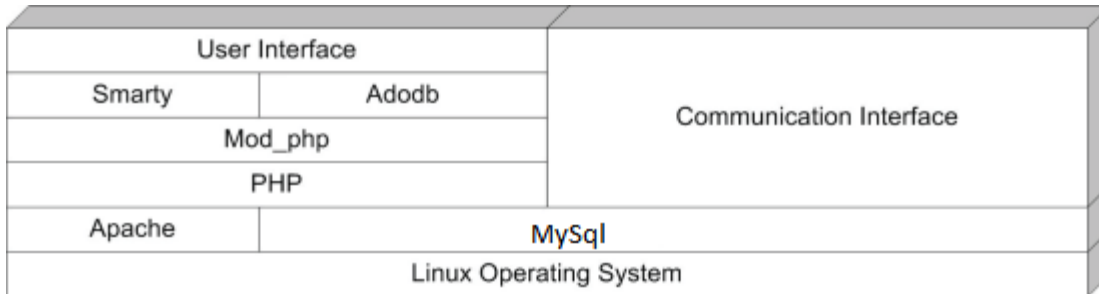 User Interface
Smarty Adodb
Communication Interface
Mod_php
PHP
Apache MySql
Linux Operating System